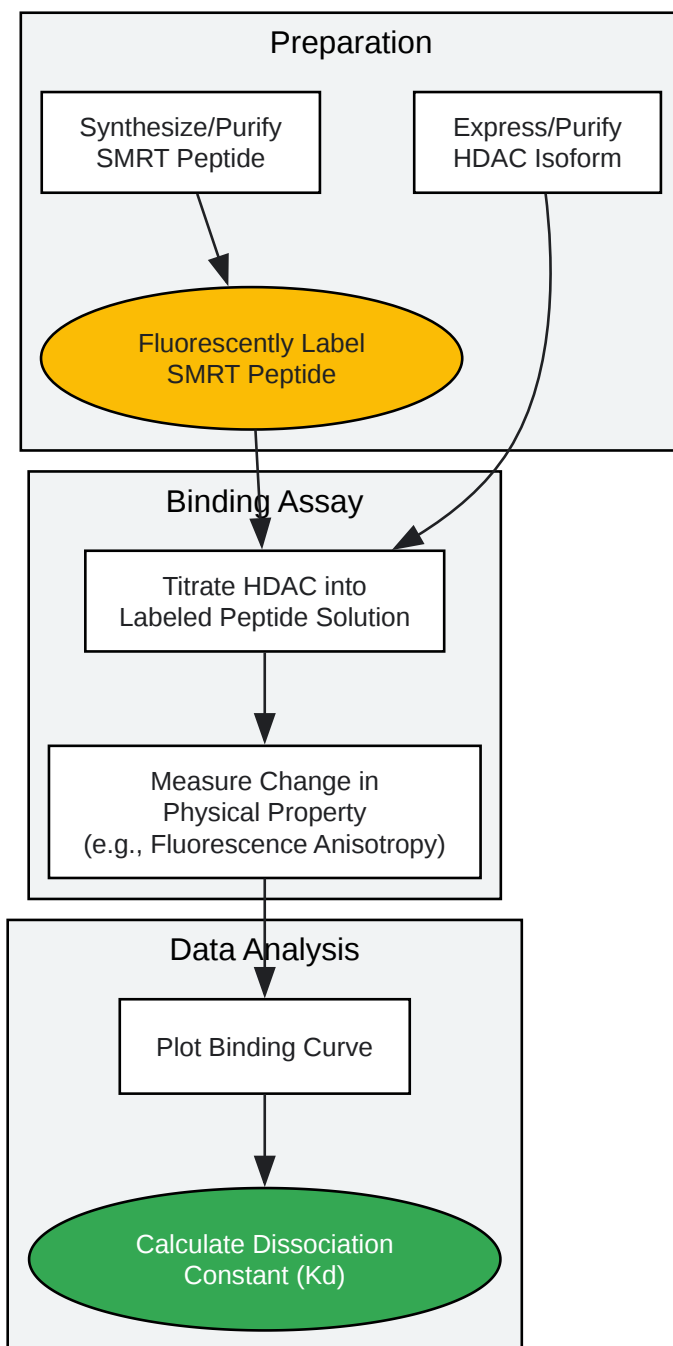 Preparation
Synthesize/Purify
SMRT Peptide
Express/Purify
HDAC Isoform
Fluorescently Label
SMRT Peptide
Binding Assay
Titrate HDAC into
Labeled Peptide Solution
Measure Change in
Physical Property
(e.g., Fluorescence Anisotropy)
Data Analysis
Plot Binding Curve
Calculate Dissociation
Constant (Kd)